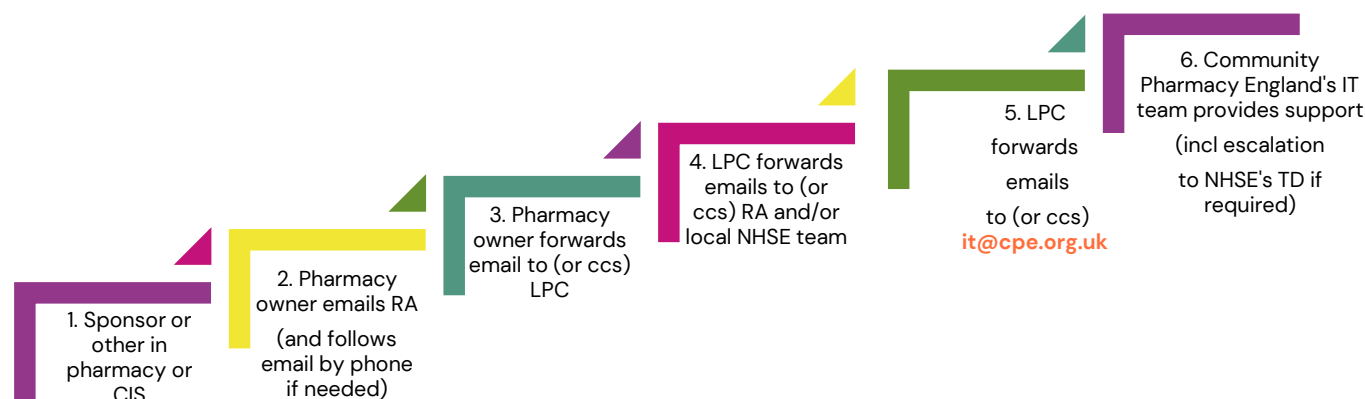 1. Sponsor or
other in
pharmacy or
CIS
2. Pharmacy
owner emails RA
(and follows
email by phone
if needed)
3. Pharmacy
owner forwards
email to (or ccs)
LPC
4. LPC forwards
emails to (or
ccs) RA and/or
local NHSE team
5. LPC
forwards
emails
to (or ccs)
it@cpe.org.uk
6. Community
Pharmacy England's IT
team provides support
(incl escalation
to NHSE's TD if
required)